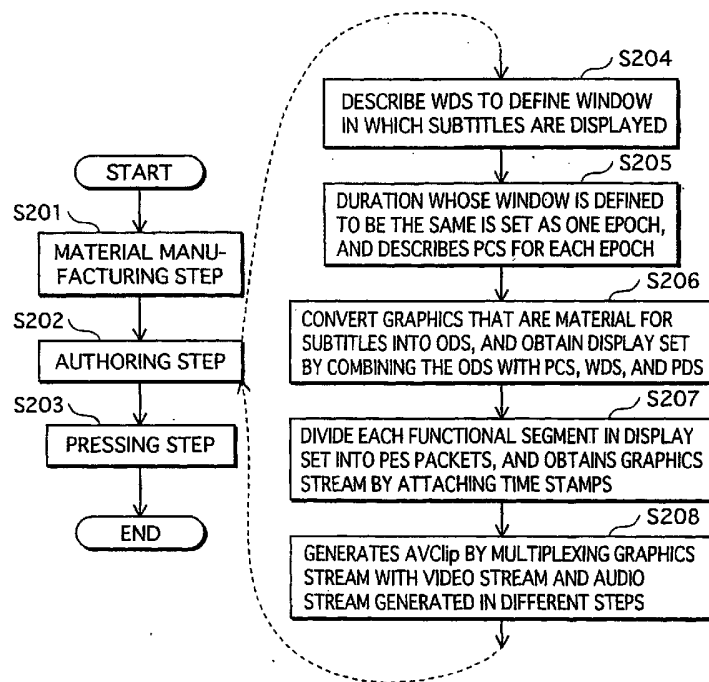 START
S201
MATERIAL MANU-
FACTURING STEP
S202
AUTHORING STEP
S203
PRESSING STEP
END
S204
DESCRIBE WDS TO DEFINE WINDOW
IN WHICH SUBTITLES ARE DISPLAYED
S205
DURATION WHOSE WINDOW IS DEFINED
TO BE THE SAME IS SET AS ONE EPOCH,
AND DESCRIBES PCS FOR EACH EPOCH
S206
CONVERT GRAPHICS THAT ARE MATERIAL FOR
SUBTITLES INTO ODS, AND OBTAIN DISPLAY SET
BY COMBINING THE ODS WITH PCS, WDS, AND PDS
S207
DIVIDE EACH FUNCTIONAL SEGMENT IN DISPLAY
SET INTO PES PACKETS, AND OBTAINS GRAPHICS
STREAM BY ATTACHING TIME STAMPS
S208
GENERATES AVClip BY MULTIPLEXING GRAPHICS
STREAM WITH VIDEO STREAM AND AUDIO
STREAM GENERATED IN DIFFERENT STEPS